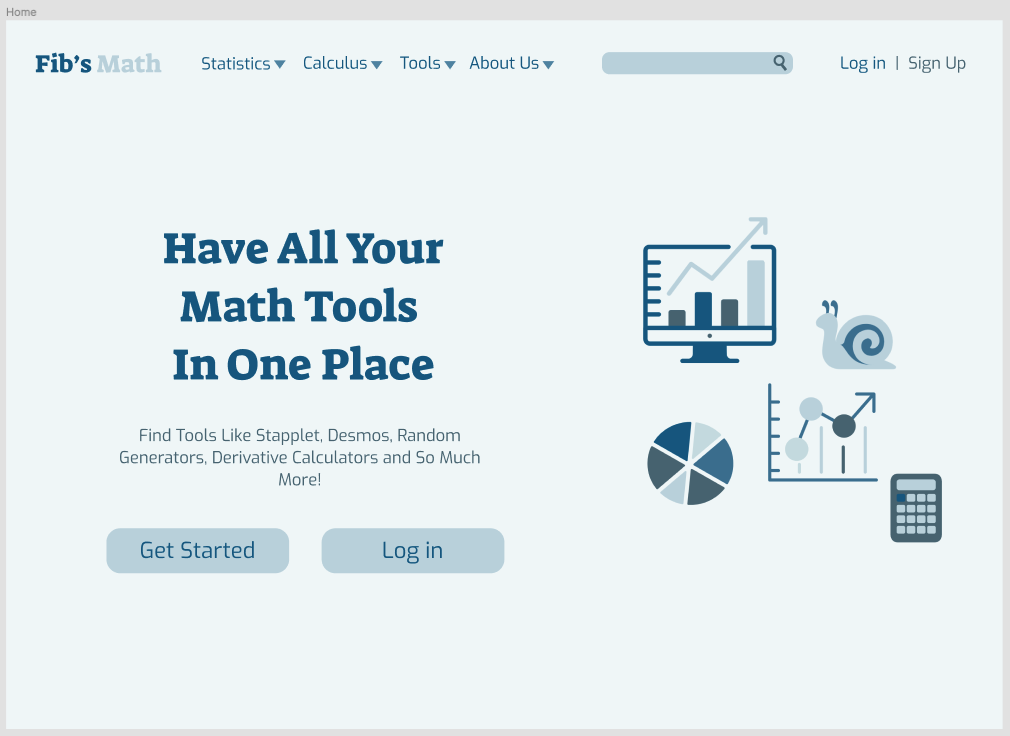 Home
Fib's Math
Statistics
Calculus
Tools
About Us
Log in | Sign Up
Have All Your
Math Tools
In One Place
Find Tools Like Stapplet, Desmos, Random
Generators, Derivative Calculators and So Much
More!
Get Started
Log in